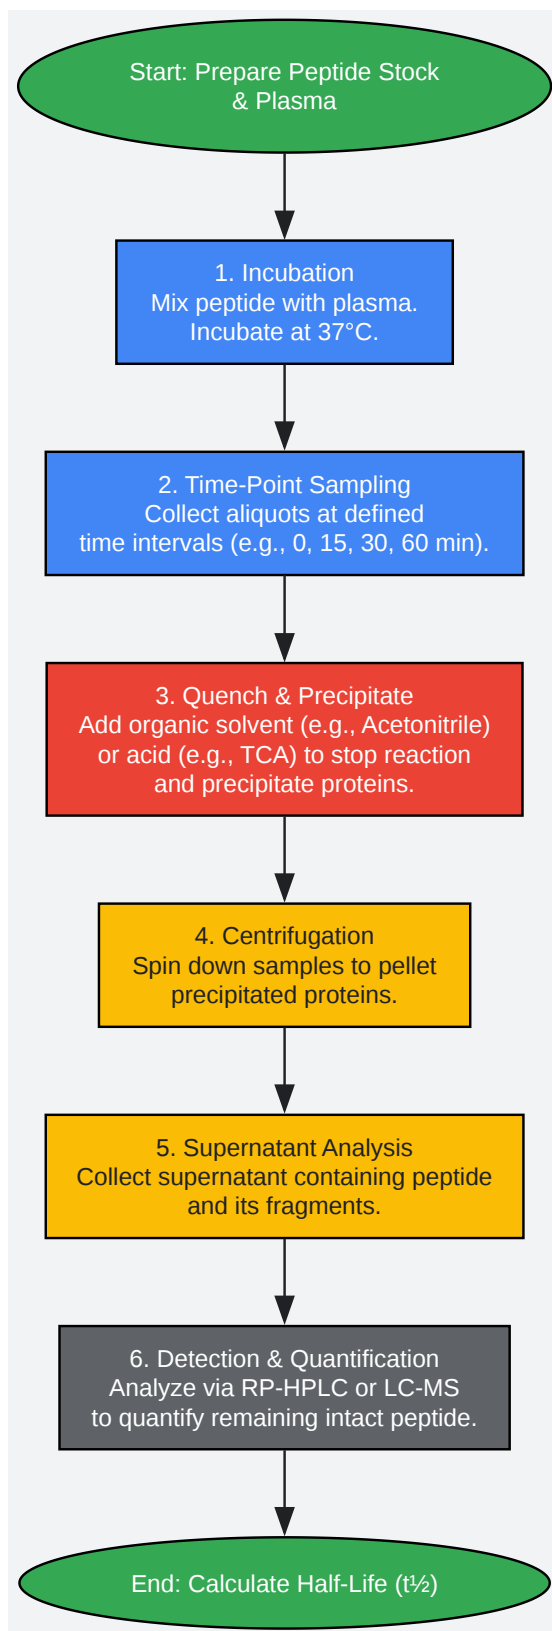 Start: Prepare Peptide Stock
& Plasma
1. Incubation
Mix peptide with plasma.
Incubate at 37°C.
2. Time-Point Sampling
Collect aliquots at defined
time intervals (e.g., 0, 15, 30, 60 min).
3. Quench & Precipitate
Add organic solvent (e.g., Acetonitrile)
or acid (e.g., TCA) to stop reaction
and precipitate proteins.
4. Centrifugation
Spin down samples to pellet
precipitated proteins.
5. Supernatant Analysis
Collect supernatant containing peptide
and its fragments.
6. Detection & Quantification
Analyze via RP-HPLC or LC-MS
to quantify remaining intact peptide.
End: Calculate Half-Life (t½)